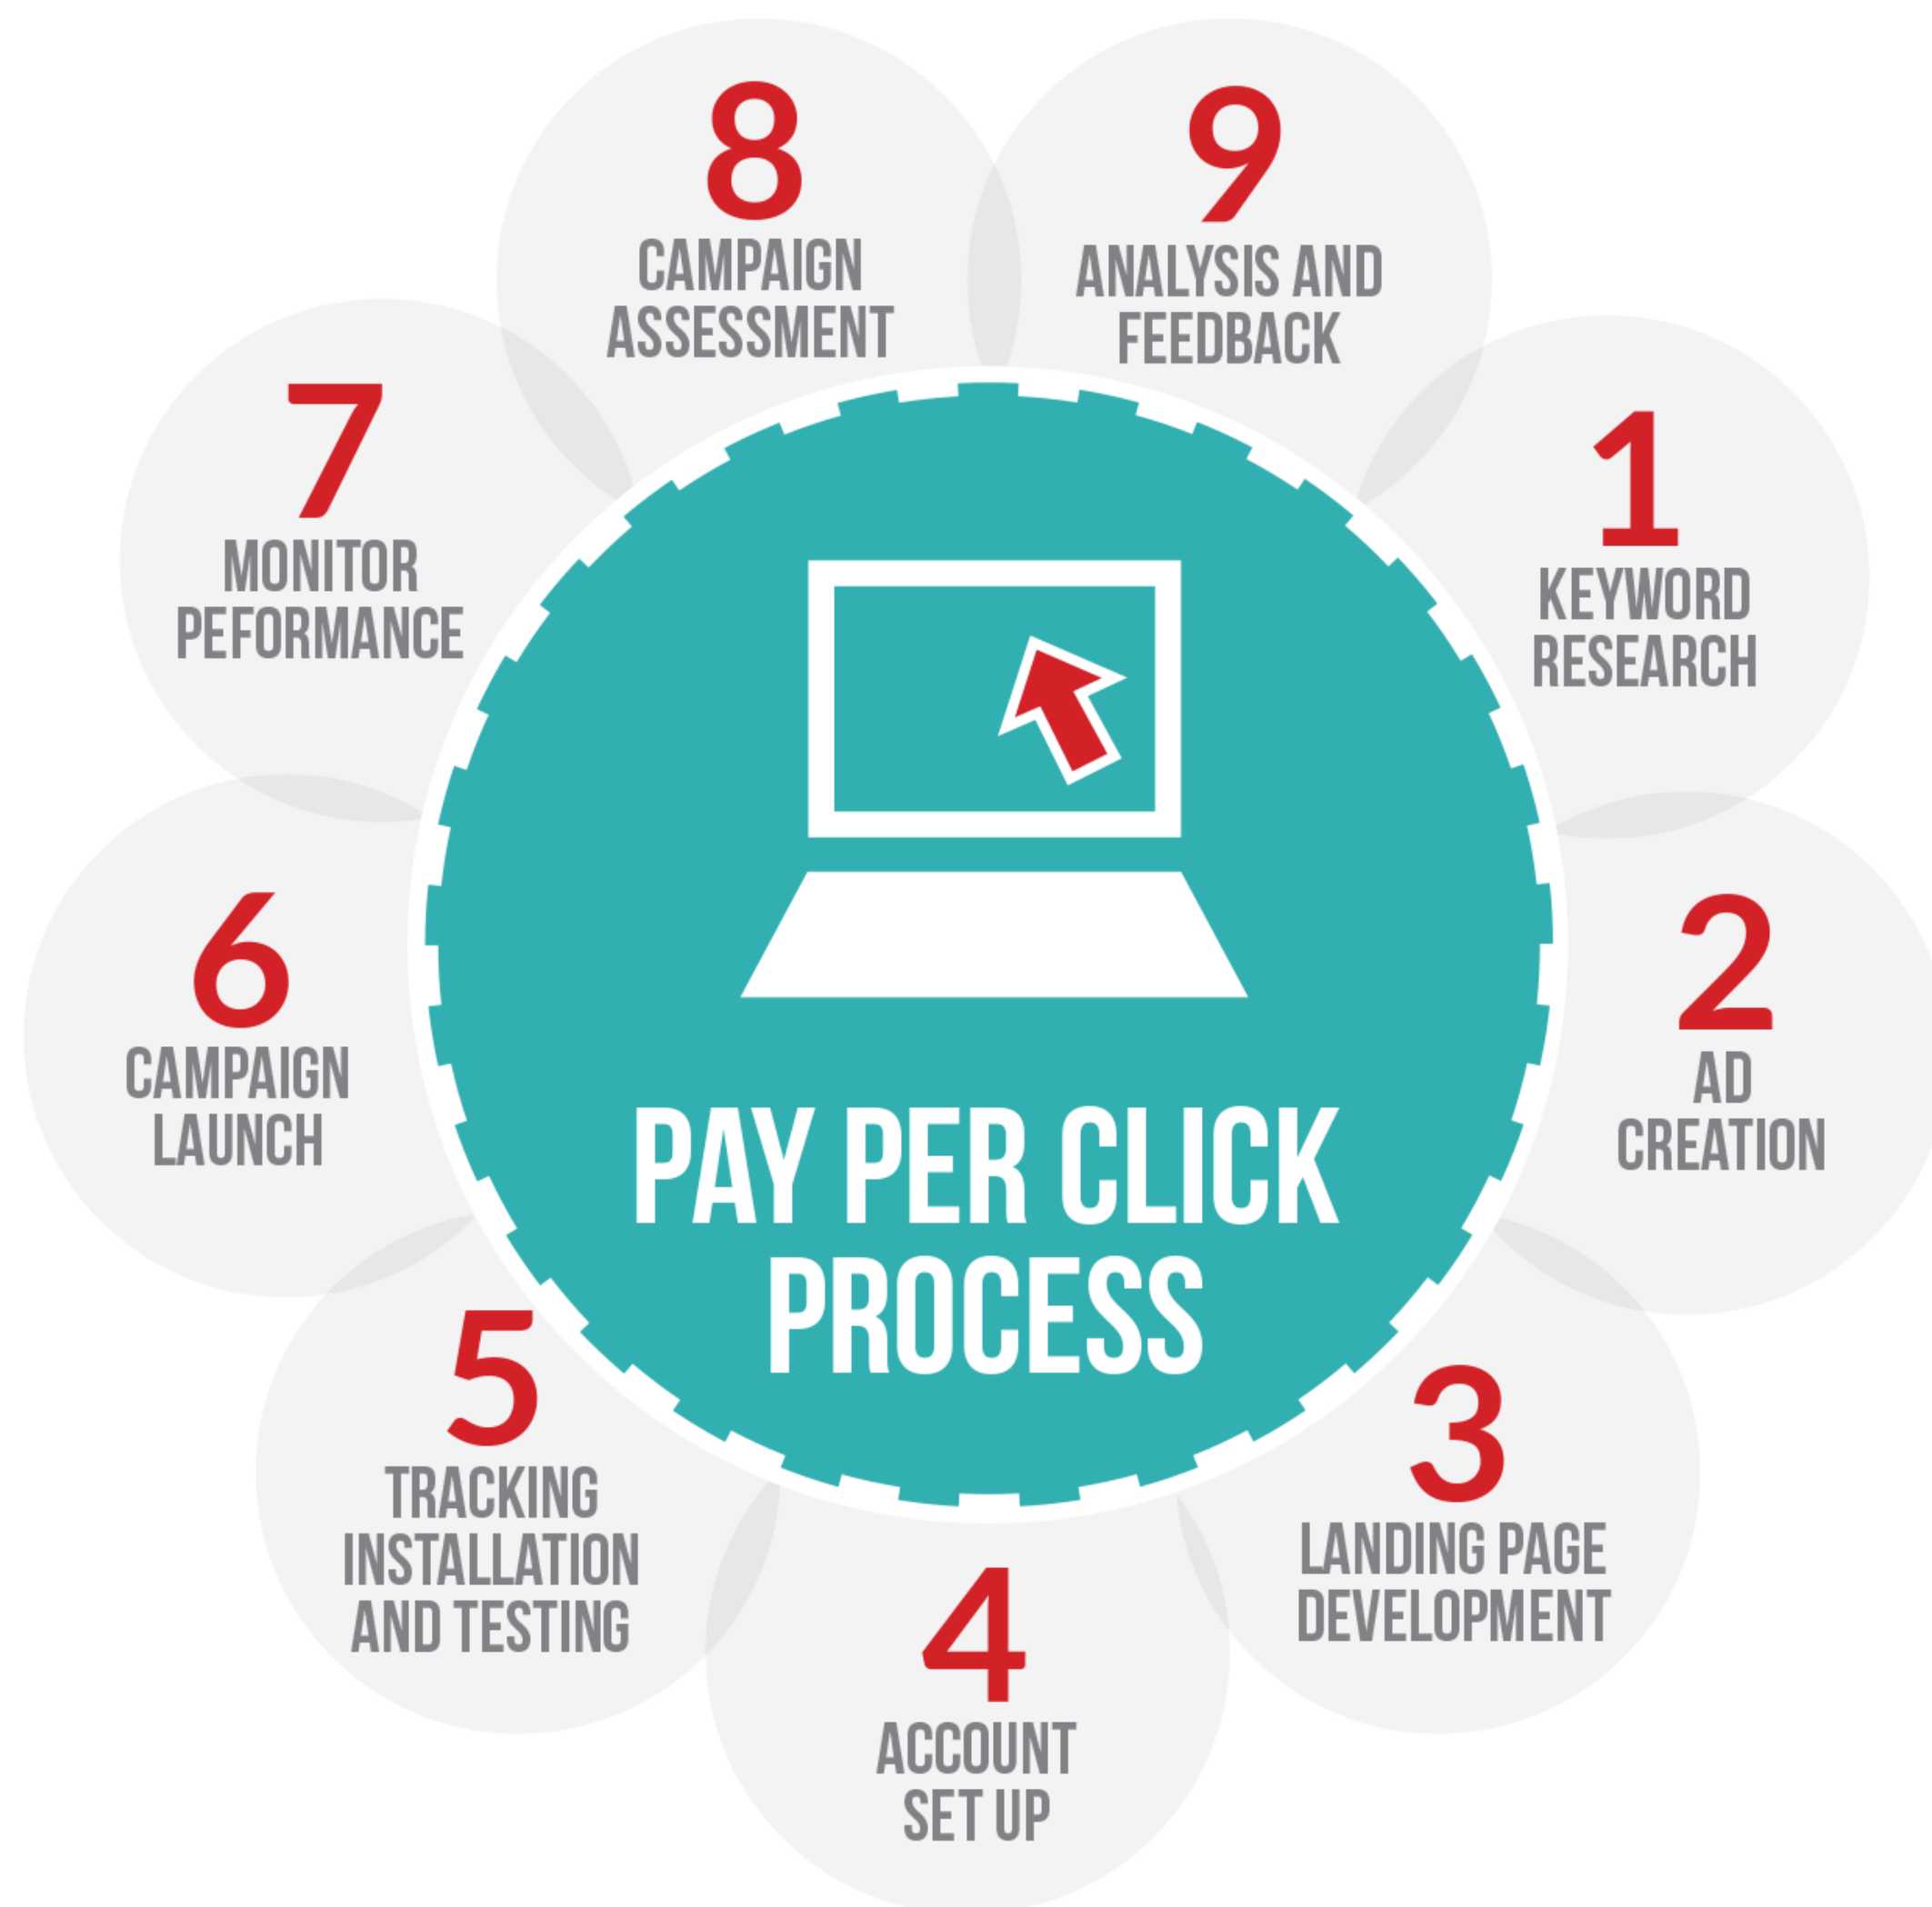 PAY PER CLICK
PROCESS
1
KEYWORD
RESEARCH
2
AD
CREATION
3
LANDING PAGE
DEVELOPMENT
4
ACCOUNT
SET UP
5
TRACKING
INSTALLATION
AND TESTING
6
CAMPAIGN
LAUNCH
7
MONITOR
PEFORMANCE
8
CAMPAIGN
ASSESSMENT
9
ANALYSIS AND
FEEDBACK